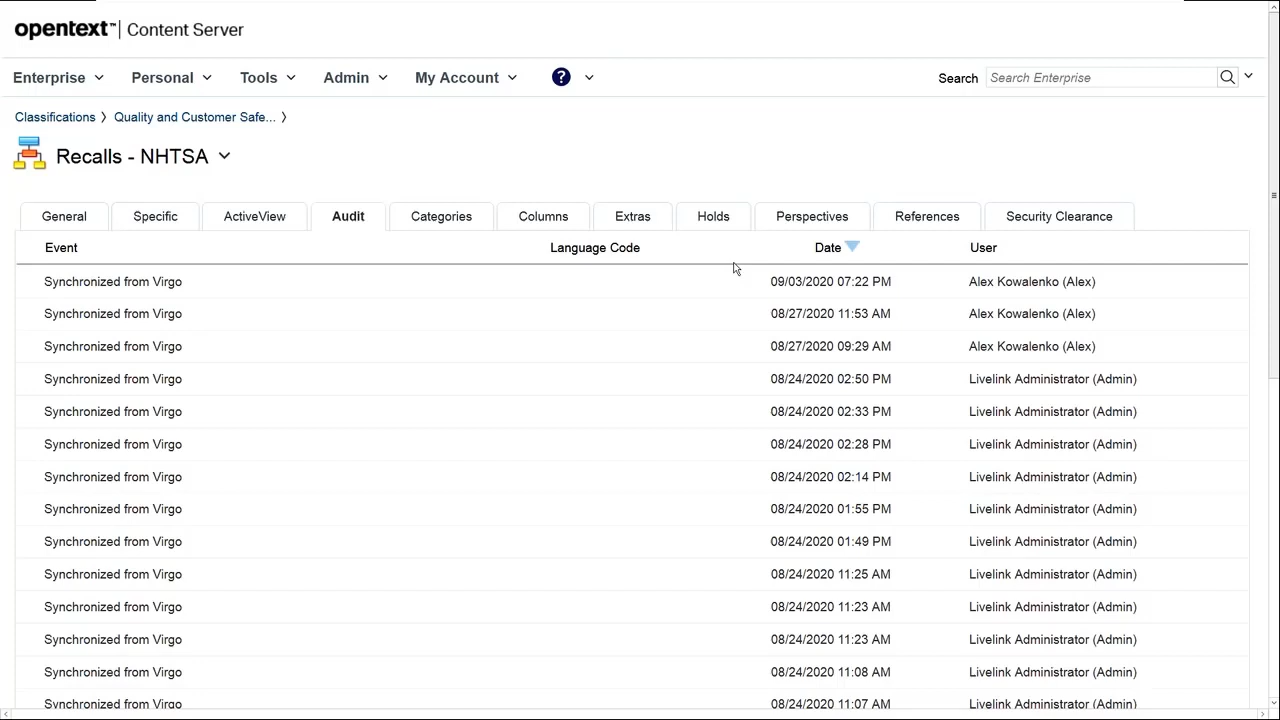 opentext™ | Content Server
Enterprise Personal Tools Admin My Account ? Search Search Enterprise
Classifications 〉 Quality and Customer Safe... 〉
Recalls - NHTSA
General Specific ActiveView Audit Categories Columns Extras Holds Perspectives References Security Clearance
Event Language Code Date User
Synchronized from Virgo 09/03/2020 07:22 PM Alex Kowalenko (Alex)
Synchronized from Virgo 08/27/2020 11:53 AM Alex Kowalenko (Alex)
Synchronized from Virgo 08/27/2020 09:29 AM Alex Kowalenko (Alex)
Synchronized from Virgo 08/24/2020 02:50 PM Livelink Administrator (Admin)
Synchronized from Virgo 08/24/2020 02:33 PM Livelink Administrator (Admin)
Synchronized from Virgo 08/24/2020 02:28 PM Livelink Administrator (Admin)
Synchronized from Virgo 08/24/2020 02:14 PM Livelink Administrator (Admin)
Synchronized from Virgo 08/24/2020 01:55 PM Livelink Administrator (Admin)
Synchronized from Virgo 08/24/2020 01:49 PM Livelink Administrator (Admin)
Synchronized from Virgo 08/24/2020 11:25 AM Livelink Administrator (Admin)
Synchronized from Virgo 08/24/2020 11:23 AM Livelink Administrator (Admin)
Synchronized from Virgo 08/24/2020 11:23 AM Livelink Administrator (Admin)
Synchronized from Virgo 08/24/2020 11:08 AM Livelink Administrator (Admin)
Synchronized from Virgo 08/24/2020 11:07 AM Livelink Administrator (Admin)